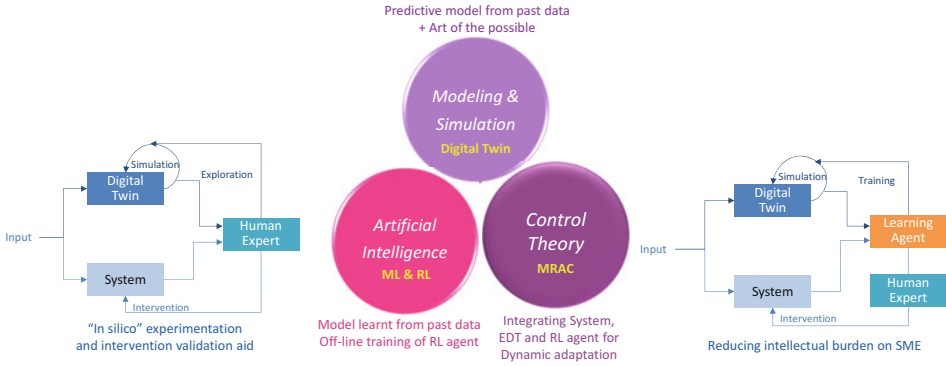 Predictive model from past data
+ Art of the possible
Modeling &
Simulation
Digital Twin
Artificial
Intelligence
ML & RL
Control
Theory
MRAC
Model learnt from past data
Off-line training of RL agent
Integrating System,
EDT and RL agent for
Dynamic adaptation
Simulation
Exploration
Digital
Twin
Human
Expert
Input
System
Intervention
"In silico" experimentation
and intervention validation aid
Simulation
Training
Digital
Twin
Learning
Agent
Input
System
Human
Expert
Intervention
Reducing intellectual burden on SME